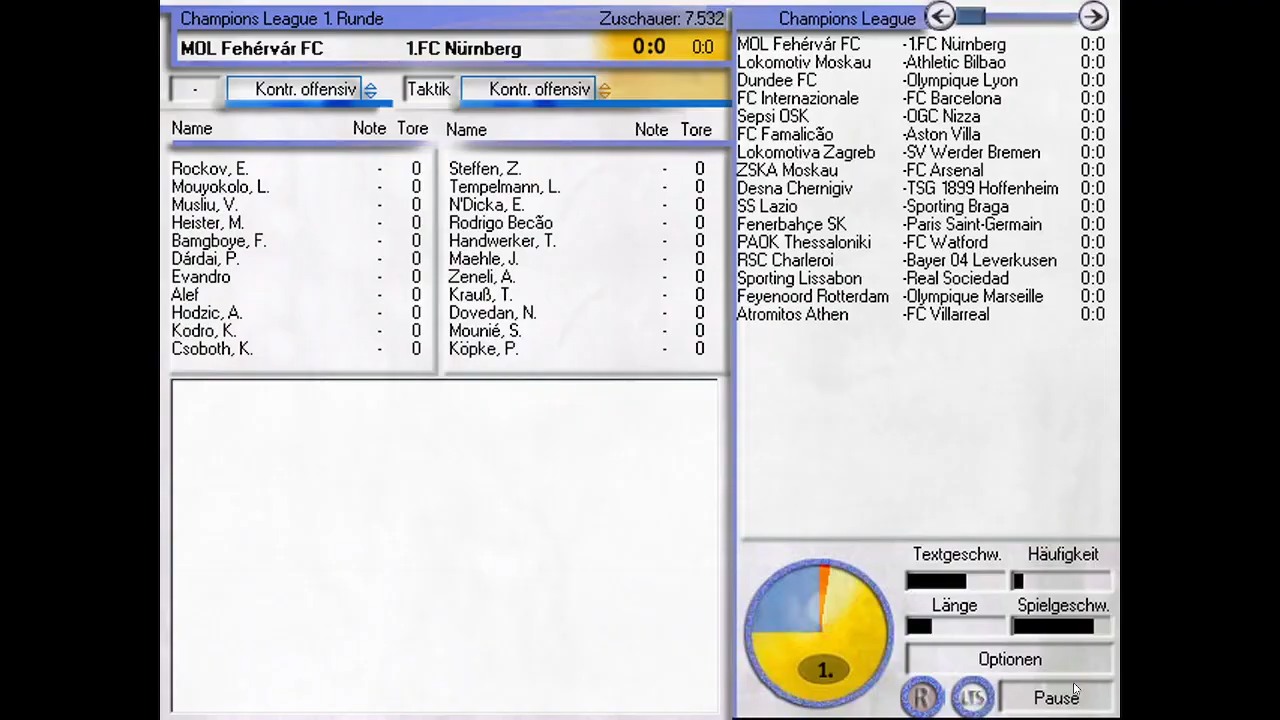 Champions League 1. Runde Zuschauer: 7.532
MOL Fehérvár FC 1.FC Nürnberg 0:0 0:0
- Kontr. offensiv Taktik Kontr. offensiv
Name Note Tore Name Note Tore
Rockov, E. - 0 Steffen, Z. - 0
Mouyokolo, L. - 0 Tempelmann, L. - 0
Musliu, V. - 0 N'Dicka, E. - 0
Heister, M. - 0 Rodrigo Becão - 0
Bamgboye, F. - 0 Handwerker, T. - 0
Dárdai, P. - 0 Maehle, J. - 0
Evandro - 0 Zeneli, A. - 0
Alef - 0 Krauß, T. - 0
Hodzic, A. - 0 Dovedan, N. - 0
Kodro, K. - 0 Mounié, S. - 0
Csoboth, K. - 0 Köpke, P. - 0
Champions League
MOL Fehérvár FC -1.FC Nürnberg 0:0
Lokomotiv Moskau -Athletic Bilbao 0:0
Dundee FC -Olympique Lyon 0:0
FC Internazionale -FC Barcelona 0:0
Sepsi OSK -OGC Nizza 0:0
FC Famalicão -Aston Villa 0:0
Lokomotiva Zagreb -SV Werder Bremen 0:0
ZSKA Moskau -FC Arsenal 0:0
Desna Chernigiv -TSG 1899 Hoffenheim 0:0
SS Lazio -Sporting Braga 0:0
Fenerbahçe SK -Paris Saint-Germain 0:0
PAOK Thessaloniki -FC Watford 0:0
RSC Charleroi -Bayer 04 Leverkusen 0:0
Sporting Lissabon -Real Sociedad 0:0
Feyenoord Rotterdam -Olympique Marseille 0:0
Atromitos Athen -FC Villarreal 0:0
Textgeschw. Häufigkeit
Länge Spielgeschw.
1.
Optionen
R LTS Pause